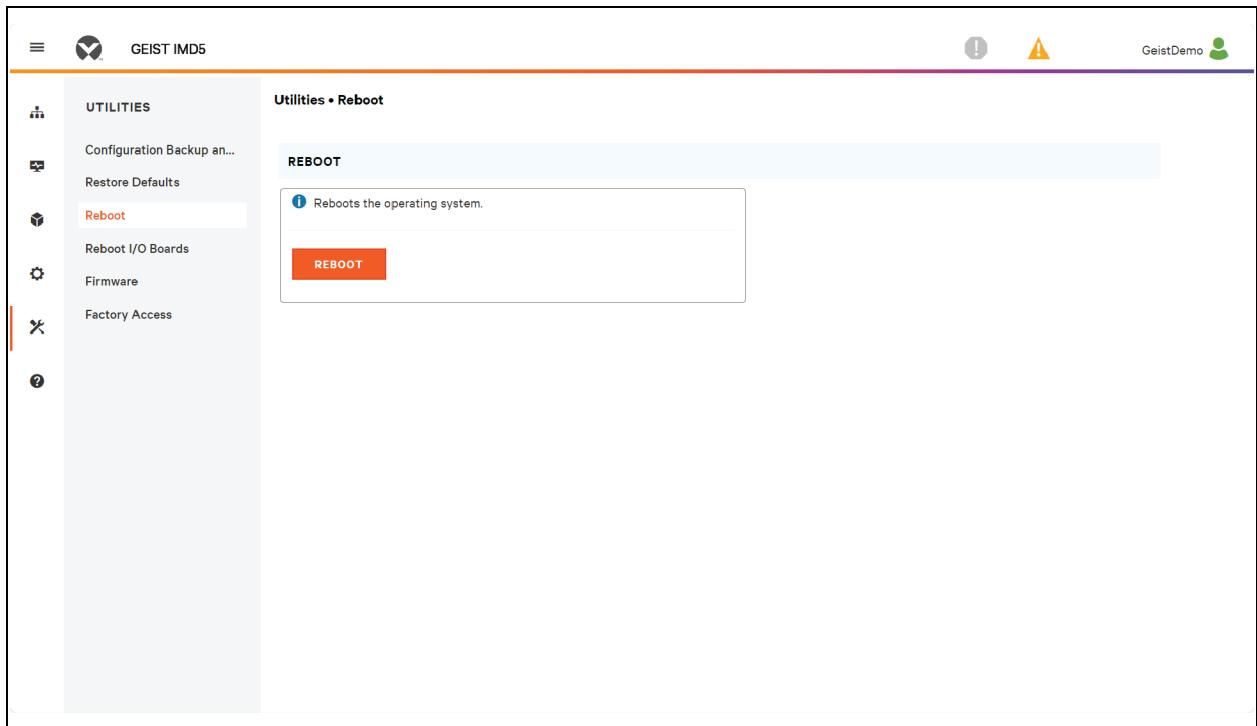 GEIST IMD5
GeistDemo
UTILITIES
Configuration Backup an...
Restore Defaults
Reboot
Reboot I/O Boards
Firmware
Factory Access
Utilities • Reboot
REBOOT
Reboots the operating system.
REBOOT